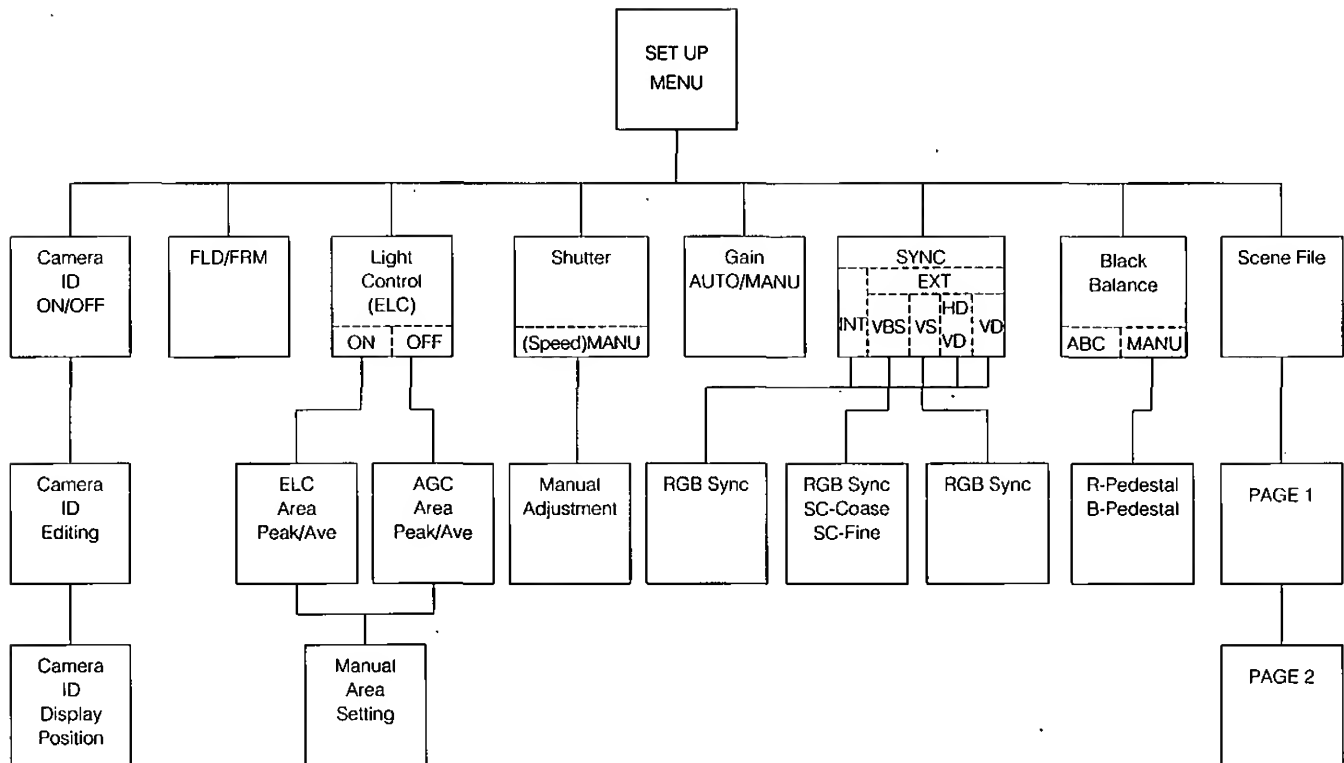 SET UP
MENU
Camera
ID
ON/OFF
FLD/FRM
Light
Control
(ELC)
ON
OFF
Shutter
(Speed)MANU
Gain
AUTO/MANU
SYNC
EXT
INT
VBS
VS
HD
VD
VD
Black
Balance
ABC
MANU
Scene File
Camera
ID
Editing
ELC
Area
Peak/Ave
AGC
Area
Peak/Ave
Manual
Adjustment
RGB Sync
RGB Sync
SC-Coase
SC-Fine
RGB Sync
R-Pedestal
B-Pedestal
PAGE 1
Camera
ID
Display
Position
Manual
Area
Setting
PAGE 2